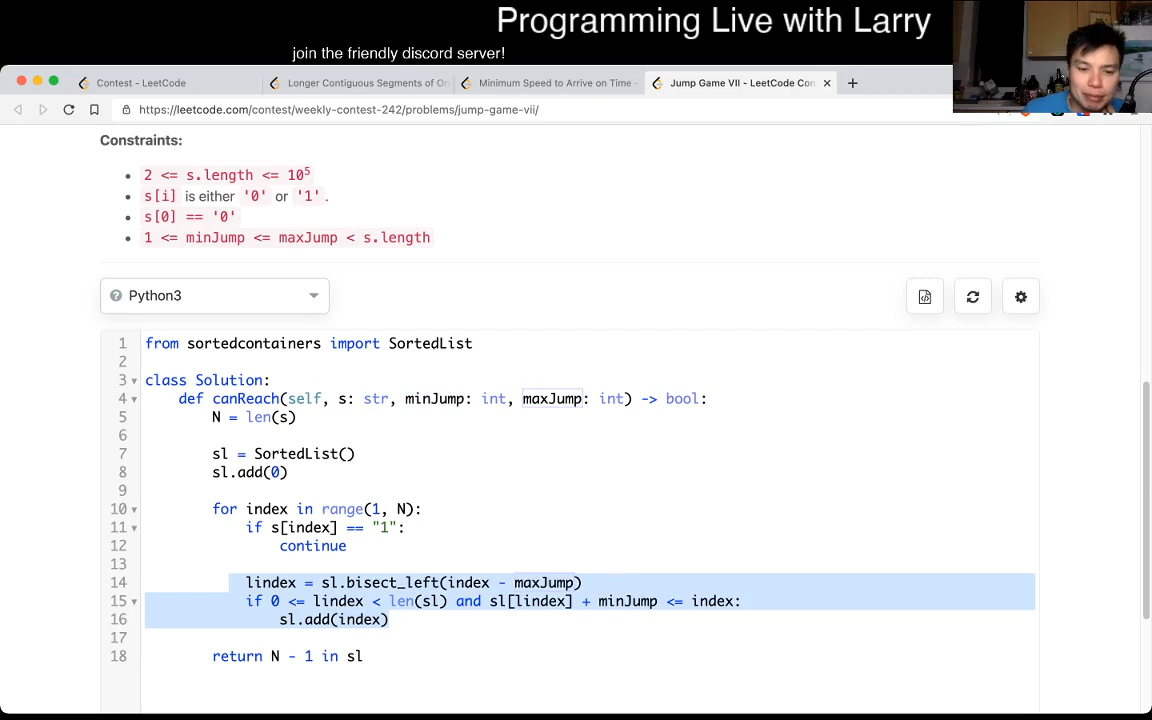 Programming Live with Larry
join the friendly discord server!
Contest - LeetCode
Longer Contiguous Segments of On
Minimum Speed to Arrive on Time -
Jump Game VII - LeetCode Con
https://leetcode.com/contest/weekly-contest-242/problems/jump-game-vii/
Constraints:
2 <= s.length <= 10⁵
s[i] is either '0' or '1'.
s[0] == '0'
1 <= minJump <= maxJump < s.length
Python3
1 from sortedcontainers import SortedList
2
3 class Solution:
4 def canReach(self, s: str, minJump: int, maxJump: int) -> bool:
5 N = len(s)
6
7 sl = SortedList()
8 sl.add(0)
9
10 for index in range(1, N):
11 if s[index] == "1":
12 continue
13
14 lindex = sl.bisect_left(index - maxJump)
15 if 0 <= lindex < len(sl) and sl[lindex] + minJump <= index:
16 sl.add(index)
17
18 return N - 1 in sl